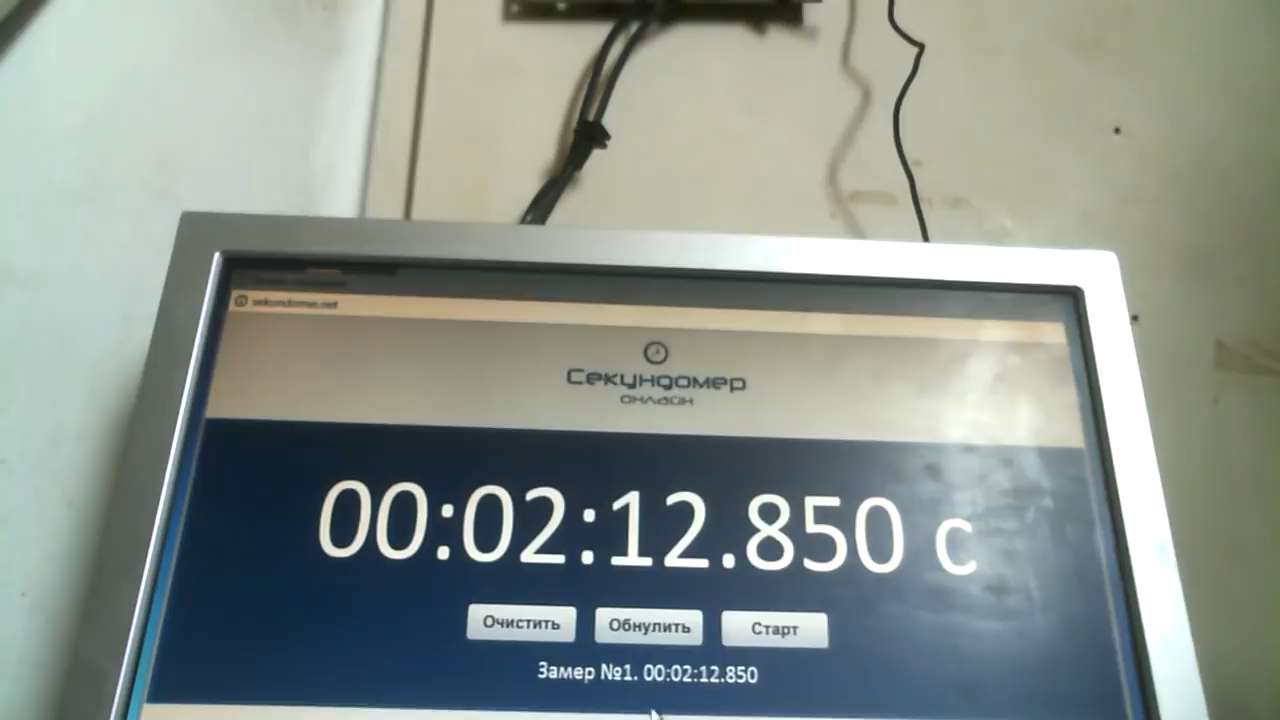 sekundomer.net
Секундомер
онлайн
00:02:12.850 с
Очистить
Обнулить
Старт
Замер №1. 00:02:12.850